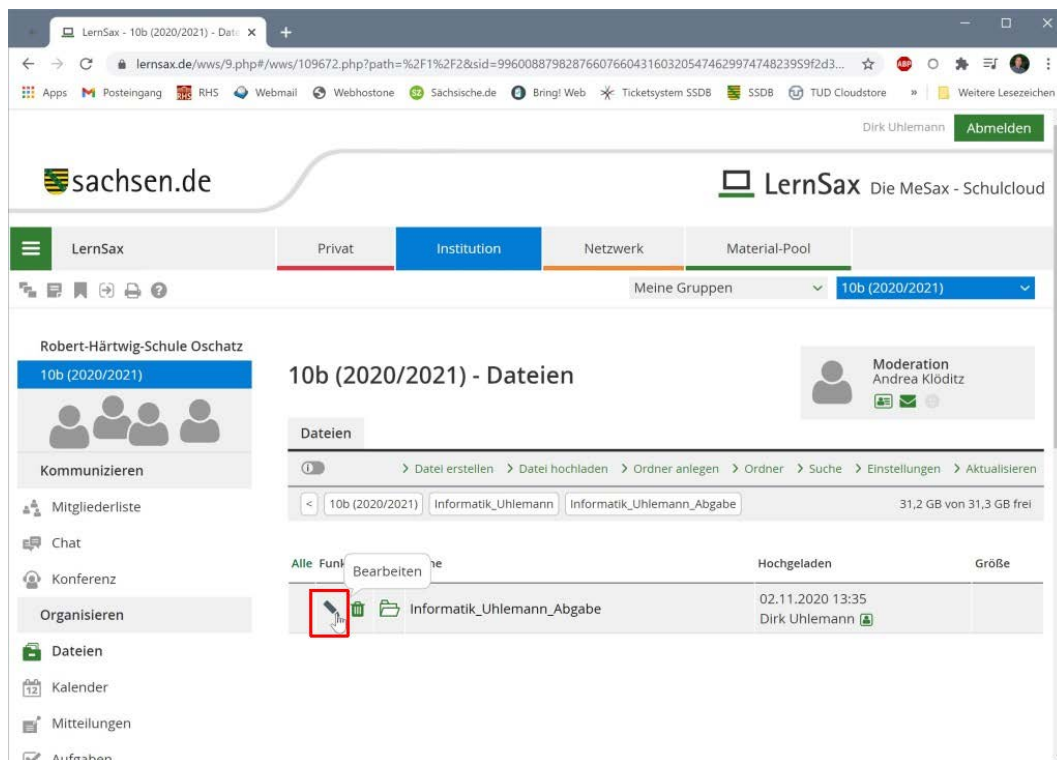 LernSax - 10b (2020/2021) - Date
lernsax.de/wws/9.php#/wws/109672.php?path=%2F1%2F2&sid=99600887982876607660431603205474629974748239S9f2d3...
Apps Posteingang RHS Webmail Webhostone Sächsische.de Bring! Web Ticketsystem SSDB SSDB TUD Cloudstore » Weitere Lesezeichen
Dirk Uhlemann Abmelden
sachsen.de
LernSax Die MeSax - Schulcloud
LernSax Privat Institution Netzwerk Material-Pool
Meine Gruppen 10b (2020/2021)
Robert-Härtwig-Schule Oschatz
10b (2020/2021)
10b (2020/2021) - Dateien
Moderation
Andrea Klöditz
Dateien
Kommunizieren
> Datei erstellen > Datei hochladen > Ordner anlegen > Ordner > Suche > Einstellungen > Aktualisieren
Mitgliederliste
< 10b (2020/2021) Informatik_Uhlemann Informatik_Uhlemann_Abgabe 31,2 GB von 31,3 GB frei
Chat
Konferenz
Alle Hochgeladen Größe
Bearbeiten
Organisieren
Informatik_Uhlemann_Abgabe
02.11.2020 13:35
Dirk Uhlemann
Dateien
12 Kalender
Mitteilungen
Aufgaben